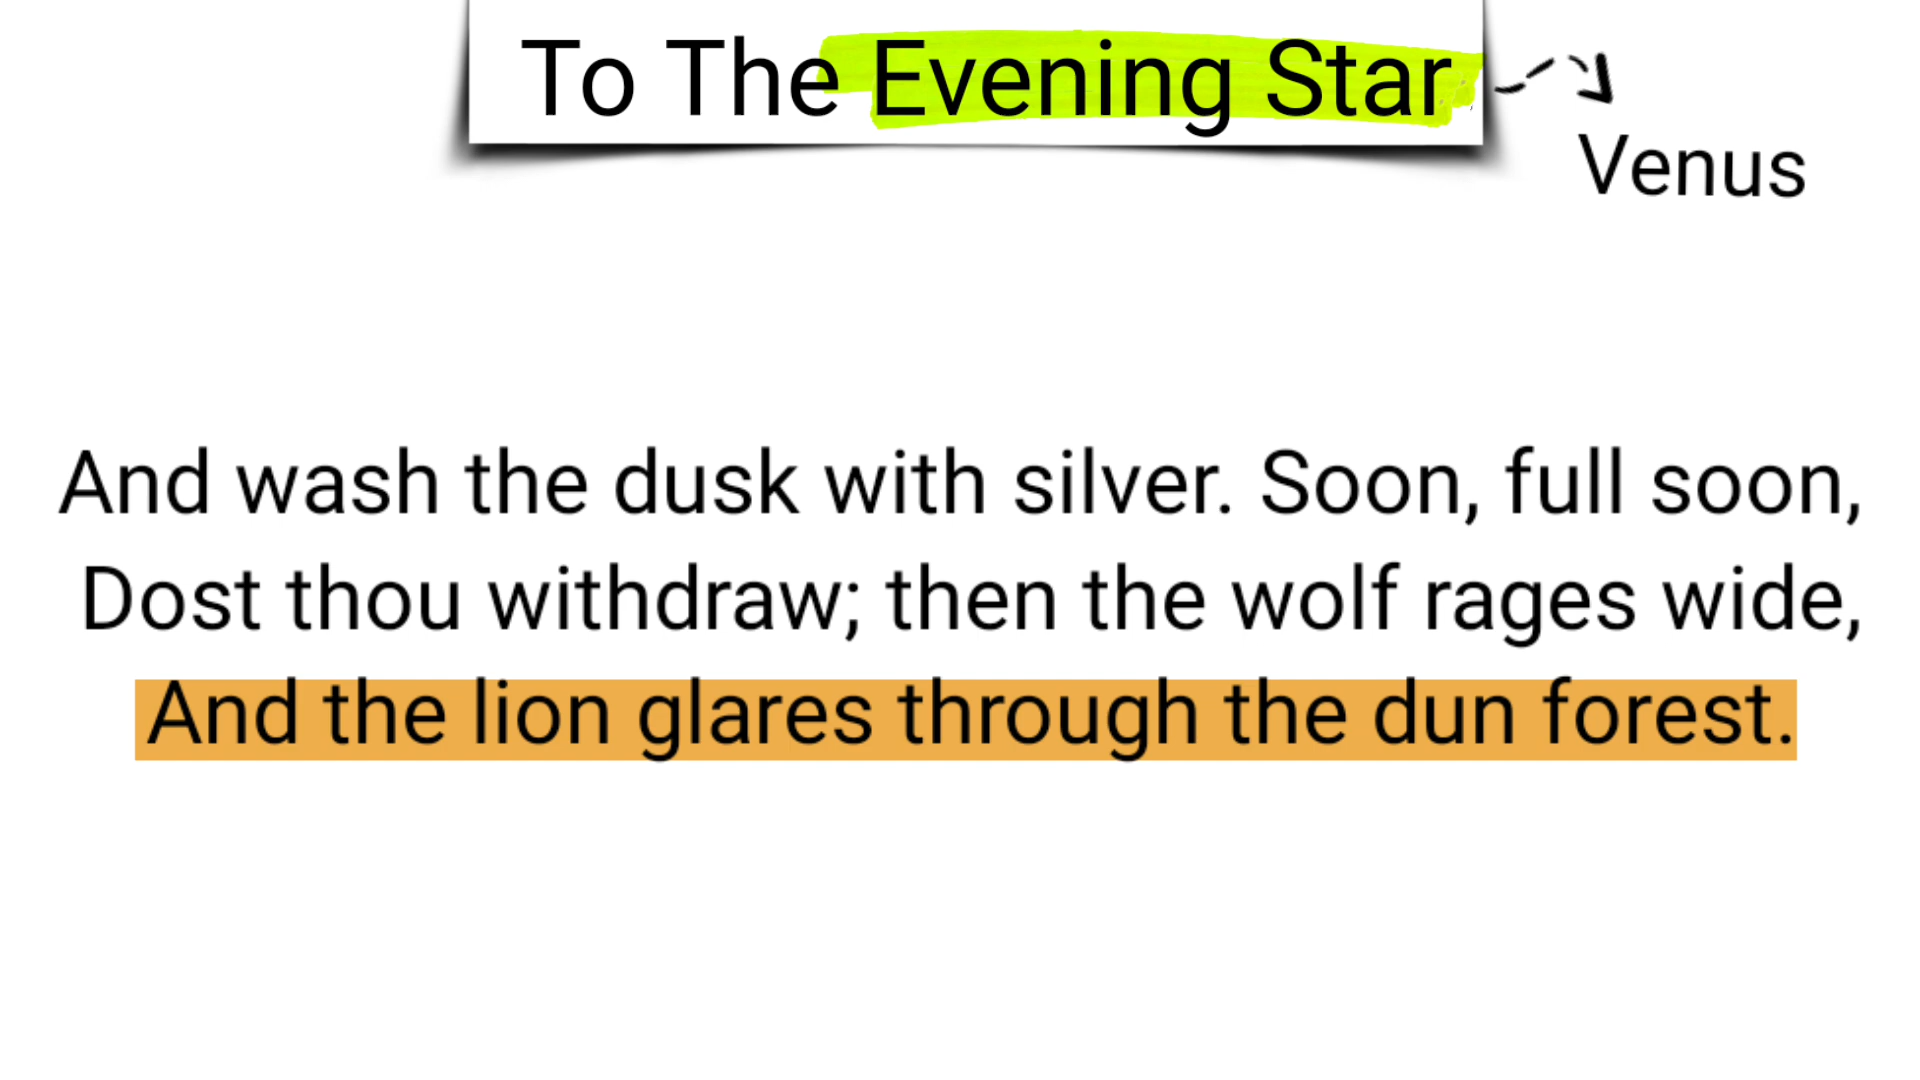 To The Evening Star
Venus
And wash the dusk with silver. Soon, full soon,
Dost thou withdraw; then the wolf rages wide,
And the lion glares through the dun forest.